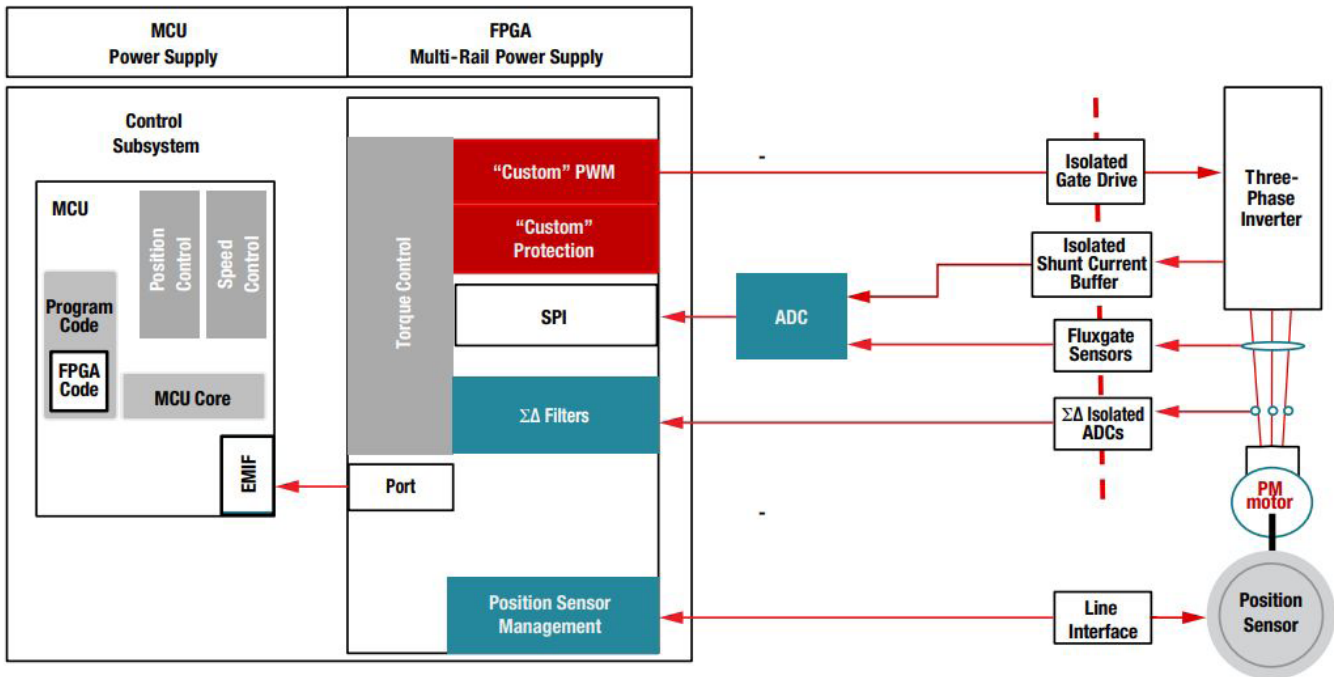 MCU
Power Supply
FPGA
Multi-Rail Power Supply
Control
Subsystem
MCU
Position
Control
Speed
Control
Program
Code
FPGA
Code
MCU Core
EMIF
Torque Control
“Custom” PWM
“Custom”
Protection
SPI
ΣΔ Filters
Port
Position Sensor
Management
-
ADC
-
Isolated
Gate Drive
Isolated
Shunt Current
Buffer
Fluxgate
Sensors
ΣΔ Isolated
ADCs
Line
Interface
Three-
Phase
Inverter
PM
motor
Position
Sensor